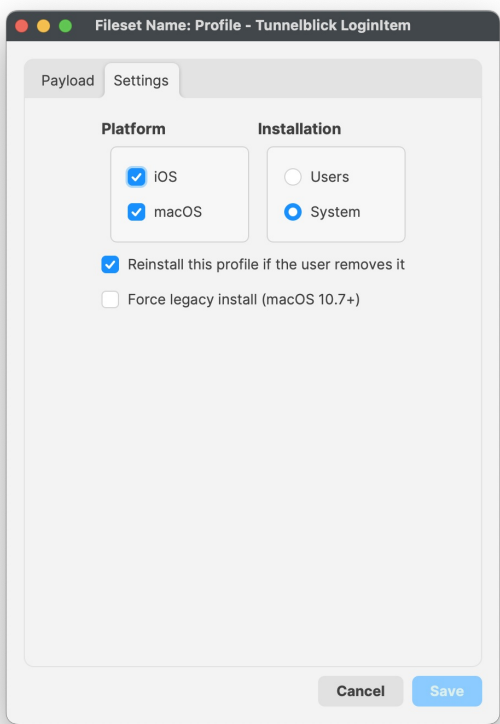 Fileset Name: Profile - Tunnelblick LoginItem
Payload Settings
Platform Installation
iOS Users
macOS System
Reinstall this profile if the user removes it
Force legacy install (macOS 10.7+)
Cancel Save